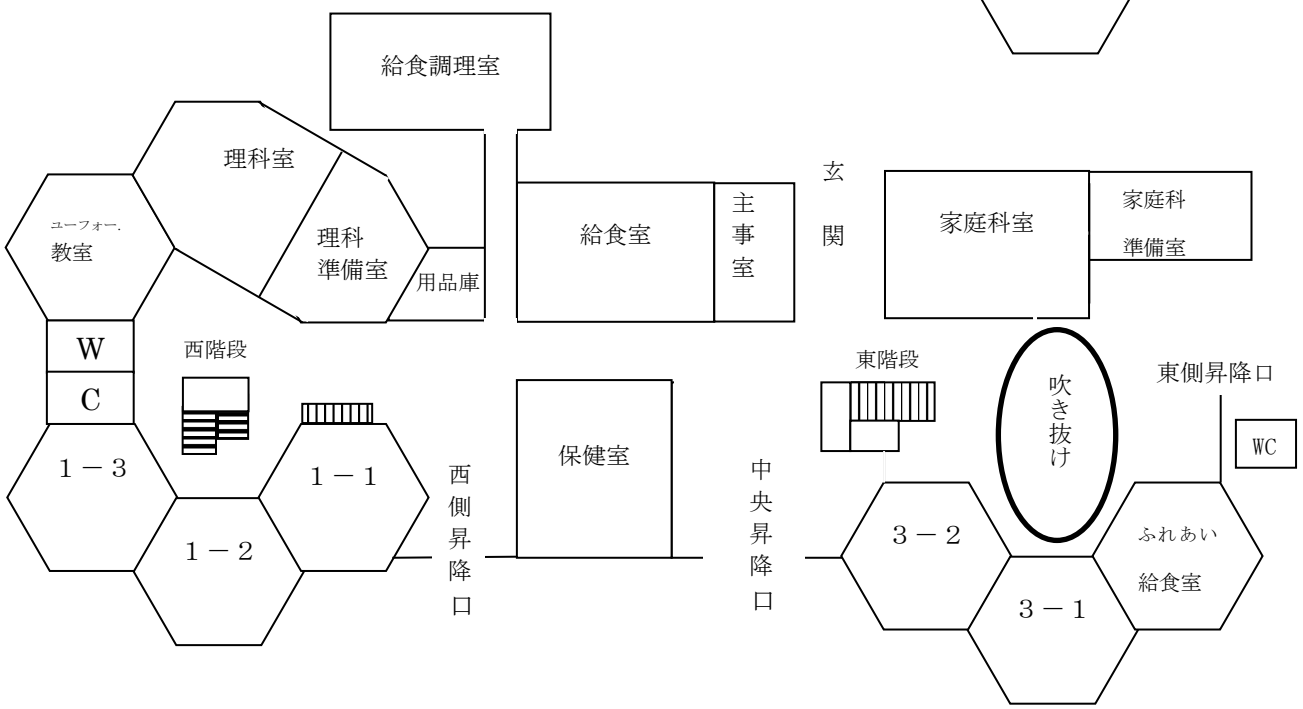 給食調理室
理科室
ユーフォー.
教室
理科
準備室
用品庫
給食室
主事室
玄関
家庭科室
家庭科
準備室
W
C
西階段
東階段
吹き抜け
東側昇降口
WC
1-3
1-2
1-1
西側昇降口
保健室
中央昇降口
3-2
3-1
ふれあい
給食室